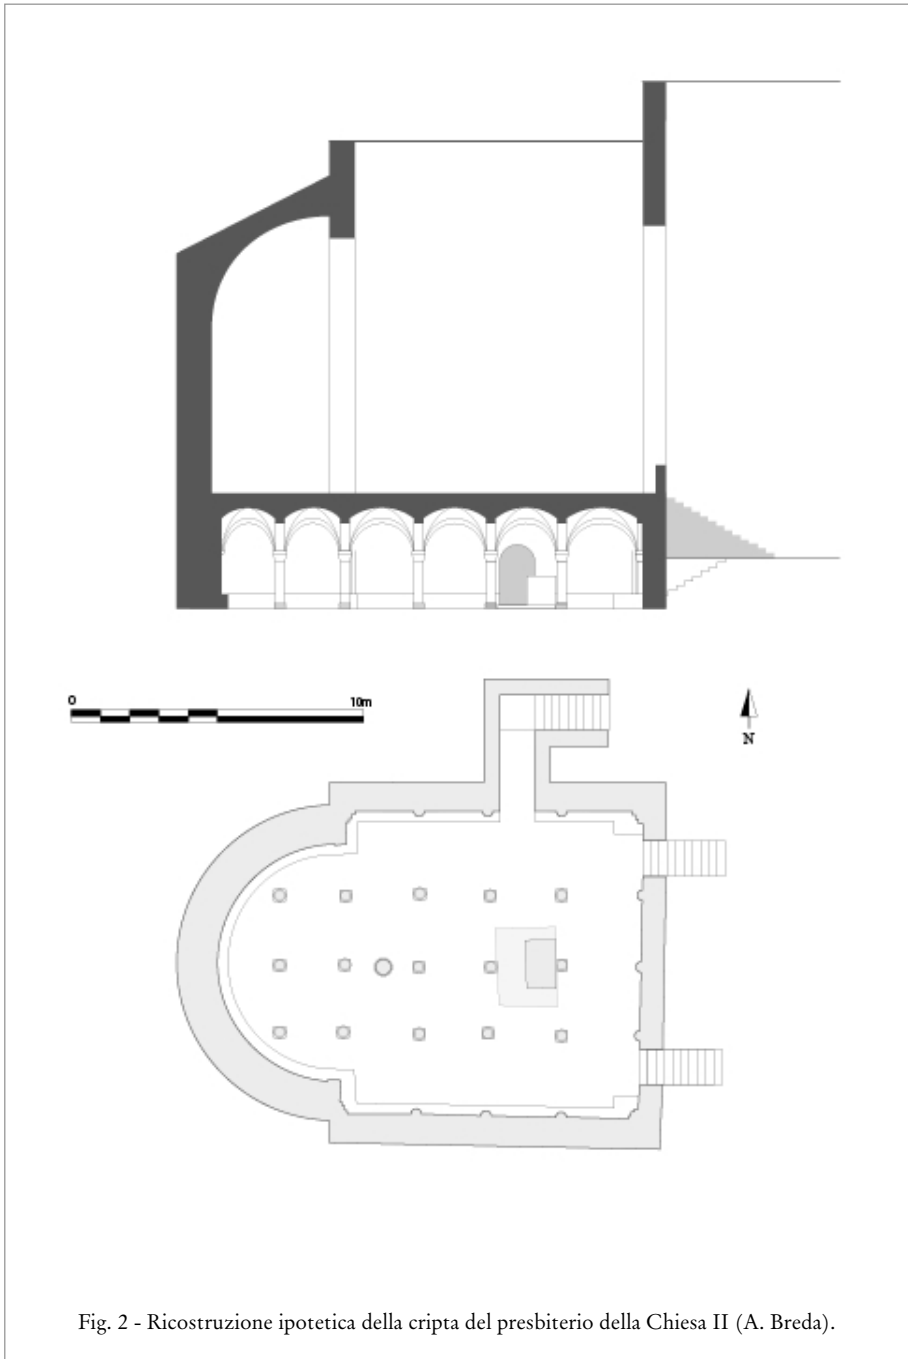 0 10m
N
Fig. 2 - Ricostruzione ipotetica della cripta del presbiterio della Chiesa II (A. Breda).